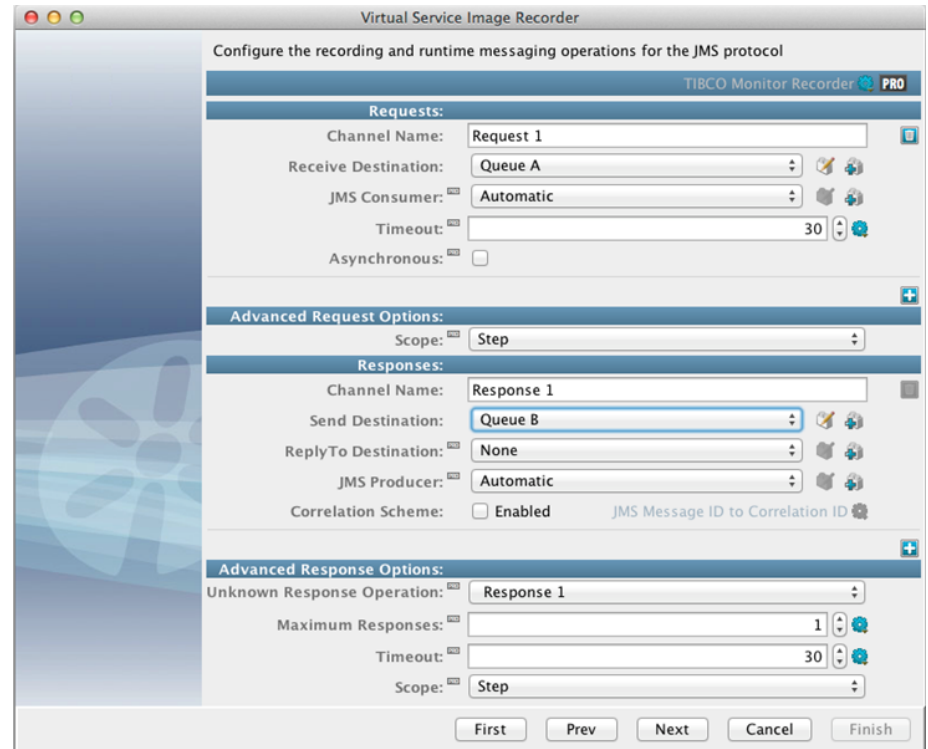 Virtual Service Image Recorder
Configure the recording and runtime messaging operations for the JMS protocol
TIBCO Monitor Recorder PRO
Requests:
Channel Name: Request 1
Receive Destination: Queue A
JMS Consumer: Automatic
Timeout: 30
Asynchronous:
Advanced Request Options:
Scope: Step
Responses:
Channel Name: Response 1
Send Destination: Queue B
ReplyTo Destination: None
JMS Producer: Automatic
Correlation Scheme: Enabled JMS Message ID to Correlation ID
Advanced Response Options:
Unknown Response Operation: Response 1
Maximum Responses: 1
Timeout: 30
Scope: Step
First Prev Next Cancel Finish